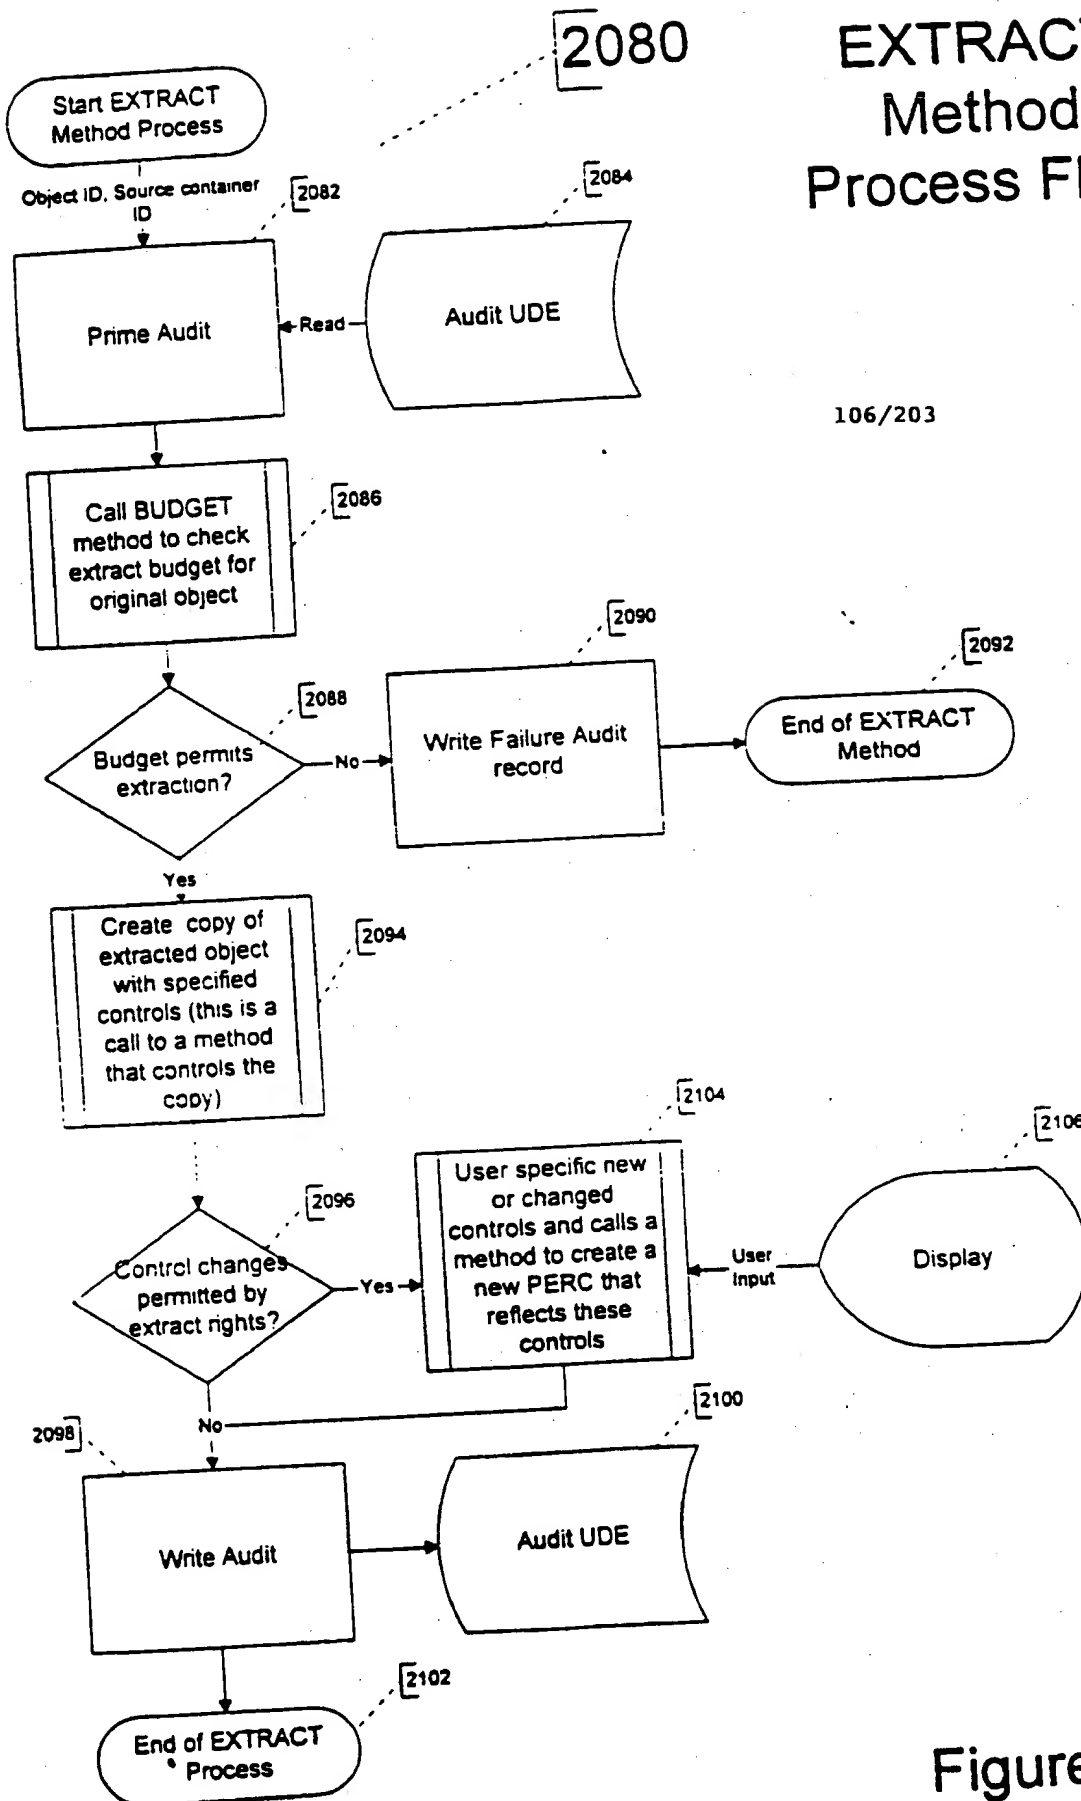 2080
EXTRACT
Method
Process Fl
Start EXTRACT
Method Process
Object ID, Source container
ID
2082
2084
Prime Audit
Read
Audit UDE
106/203
Call BUDGET
method to check
extract budget for
original object
2086
2088
Budget permits
extraction?
No
2090
Write Failure Audit
record
2092
End of EXTRACT
Method
Yes
Create copy of
extracted object
with specified
controls (this is a
call to a method
that controls the
copy)
2094
2096
Control changes
permitted by
extract rights?
Yes
2104
User specific new
or changed
controls and calls a
method to create a
new PERC that
reflects these
controls
User
Input
2106
Display
No
2098
Write Audit
2100
Audit UDE
2102
End of EXTRACT
Process
Figure